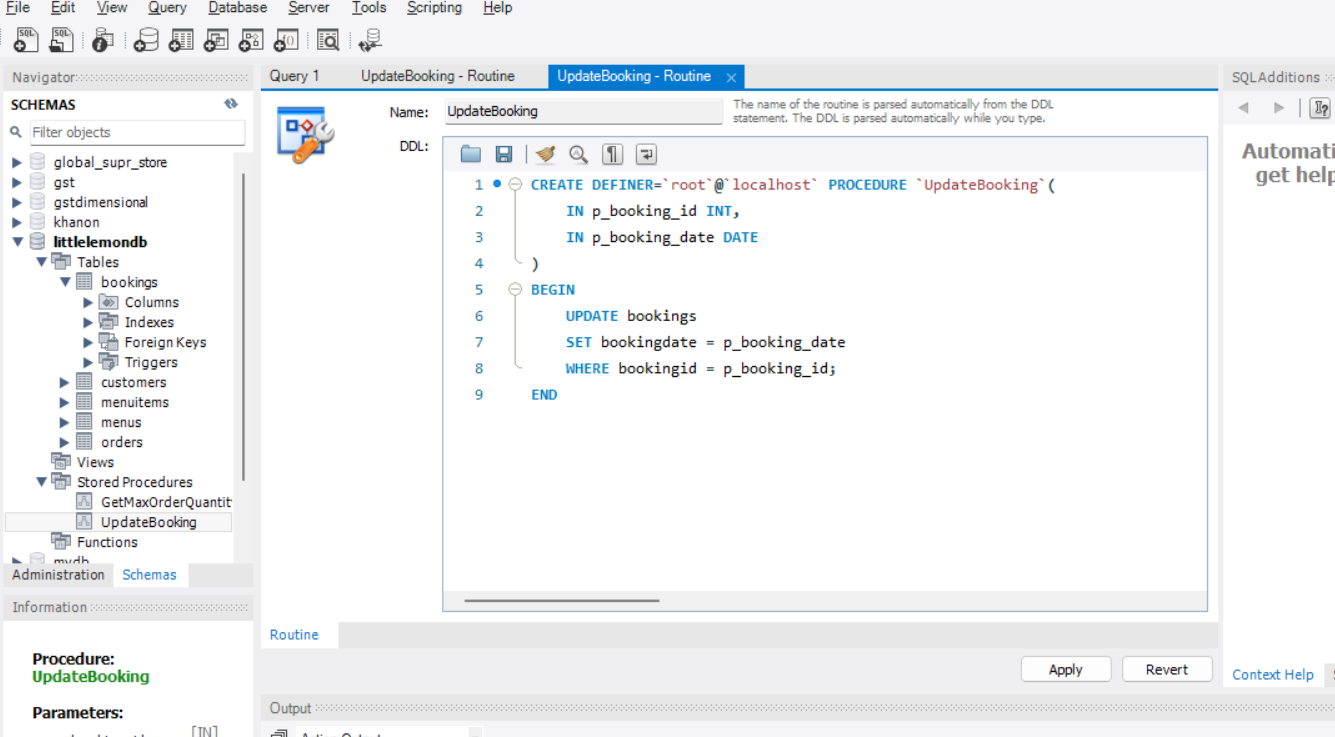 File Edit View Query Database Server Tools Scripting Help
Navigator
SCHEMAS
Filter objects
global_supr_store
gst
gstdimensional
khanon
littlelemondb
Tables
bookings
Columns
Indexes
Foreign Keys
Triggers
customers
menuitems
menus
orders
Views
Stored Procedures
GetMaxOrderQuantit
UpdateBooking
Functions
mydb
Administration Schemas
Information
Procedure:
UpdateBooking
Parameters:
[IN]
Query 1 UpdateBooking - Routine UpdateBooking - Routine
Name: UpdateBooking
The name of the routine is parsed automatically from the DDL
statement. The DDL is parsed automatically while you type.
DDL:
1 CREATE DEFINER=`root`@`localhost` PROCEDURE `UpdateBooking`(
2 IN p_booking_id INT,
3 IN p_booking_date DATE
4 )
5 BEGIN
6 UPDATE bookings
7 SET bookingdate = p_booking_date
8 WHERE bookingid = p_booking_id;
9 END
Routine
Apply Revert
Output
SQLAdditions
Automati
get help
Context Help